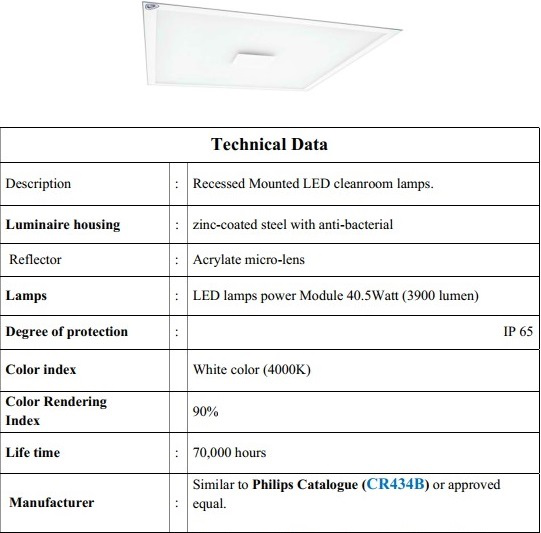 Technical Data
Description : Recessed Mounted LED cleanroom lamps.
Luminaire housing : zinc-coated steel with anti-bacterial
Reflector : Acrylate micro-lens
Lamps : LED lamps power Module 40.5Watt (3900 lumen)
Degree of protection : IP 65
Color index : White color (4000K)
Color Rendering
Index
90%
Life time : 70,000 hours
Manufacturer : Similar to Philips Catalogue (CR434B) or approved
equal.